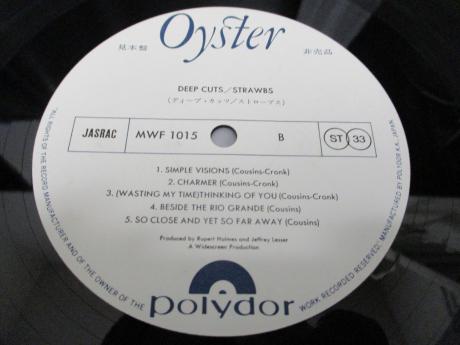 Oyster
見本盤
非売品
DEEP CUTS/STRAWBS
(ディープ・カッツ/ストローブス)
JASRAC MWF 1015 B ST 33
1. SIMPLE VISIONS (Cousins-Cronk)
2. CHARMER (Cousins-Cronk)
3. (WASTING MY TIME)THINKING OF YOU (Cousins-Cronk)
4. BESIDE THE RIO GRANDE (Cousins)
5. SO CLOSE AND YET SO FAR AWAY (Cousins)
Produced by Rupert Holmes and Jeffrey Lesser
A Widescreen Production
polydor
"ALL RIGHTS OF THE RECORD MANUFACTURER AND OF THE OWNER OF THE WORK RECORDED RESERVED." MANUFACTURED BY POLYDOR K.K., JAPAN.